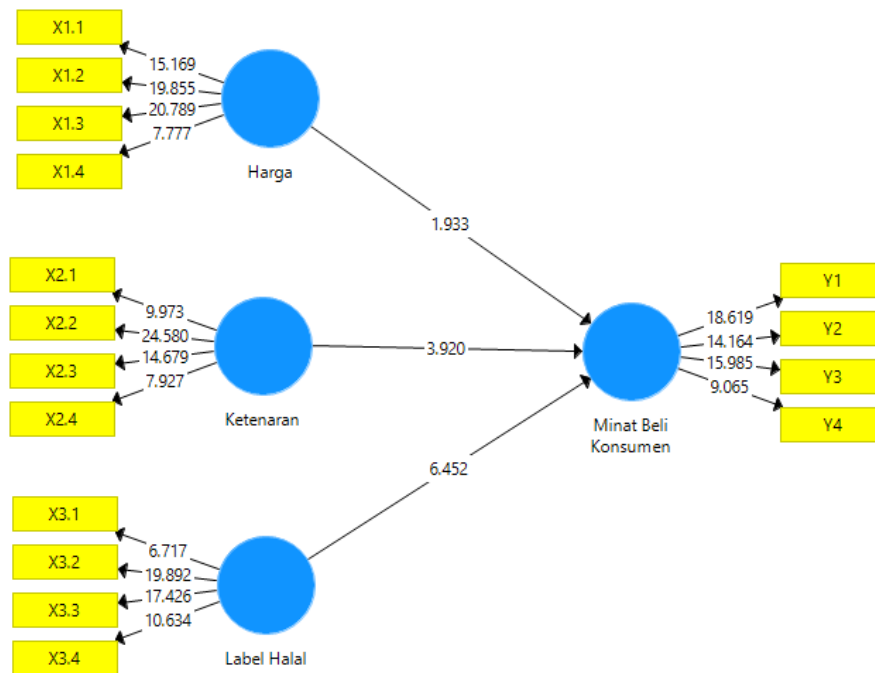 X1.1
X1.2
X1.3
X1.4
15.169
19.855
20.789
7.777
Harga
1.933
X2.1
X2.2
X2.3
X2.4
9.973
24.580
14.679
7.927
Ketenaran
3.920
X3.1
X3.2
X3.3
X3.4
6.717
19.892
17.426
10.634
Label Halal
6.452
Minat Beli
Konsumen
18.619
14.164
15.985
9.065
Y1
Y2
Y3
Y4